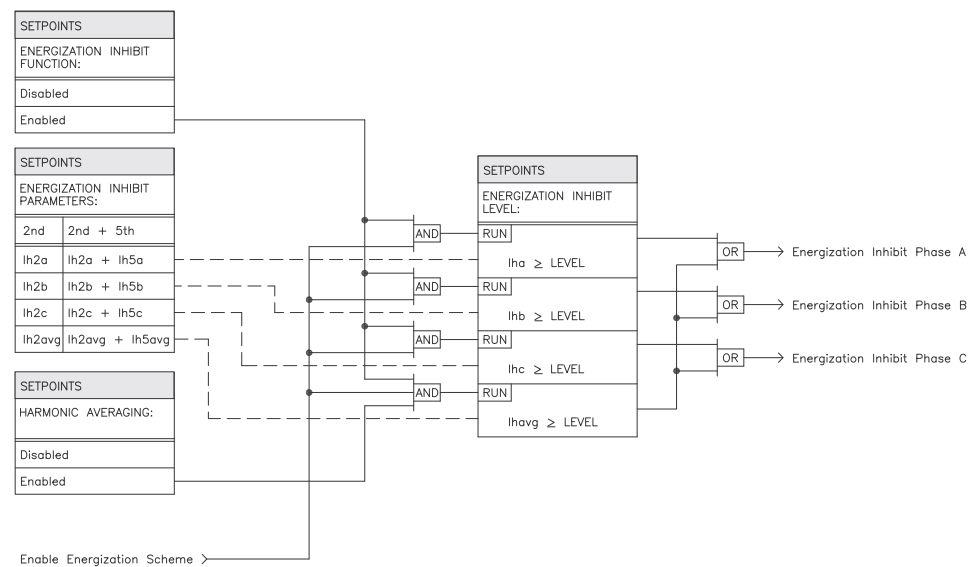 SETPOINTS
ENERGIZATION INHIBIT
FUNCTION:
Disabled
Enabled
SETPOINTS
ENERGIZATION INHIBIT
PARAMETERS:
2nd 2nd + 5th
Ih2a Ih2a + Ih5a
Ih2b Ih2b + Ih5b
Ih2c Ih2c + Ih5c
Ih2avg Ih2avg + Ih5avg
SETPOINTS
HARMONIC AVERAGING:
Disabled
Enabled
Enable Energization Scheme
AND
AND
AND
AND
SETPOINTS
ENERGIZATION INHIBIT
LEVEL:
RUN
Iha ≥ LEVEL
RUN
Ihb ≥ LEVEL
RUN
Ihc ≥ LEVEL
RUN
Ihavg ≥ LEVEL
OR Energization Inhibit Phase A
OR Energization Inhibit Phase B
OR Energization Inhibit Phase C